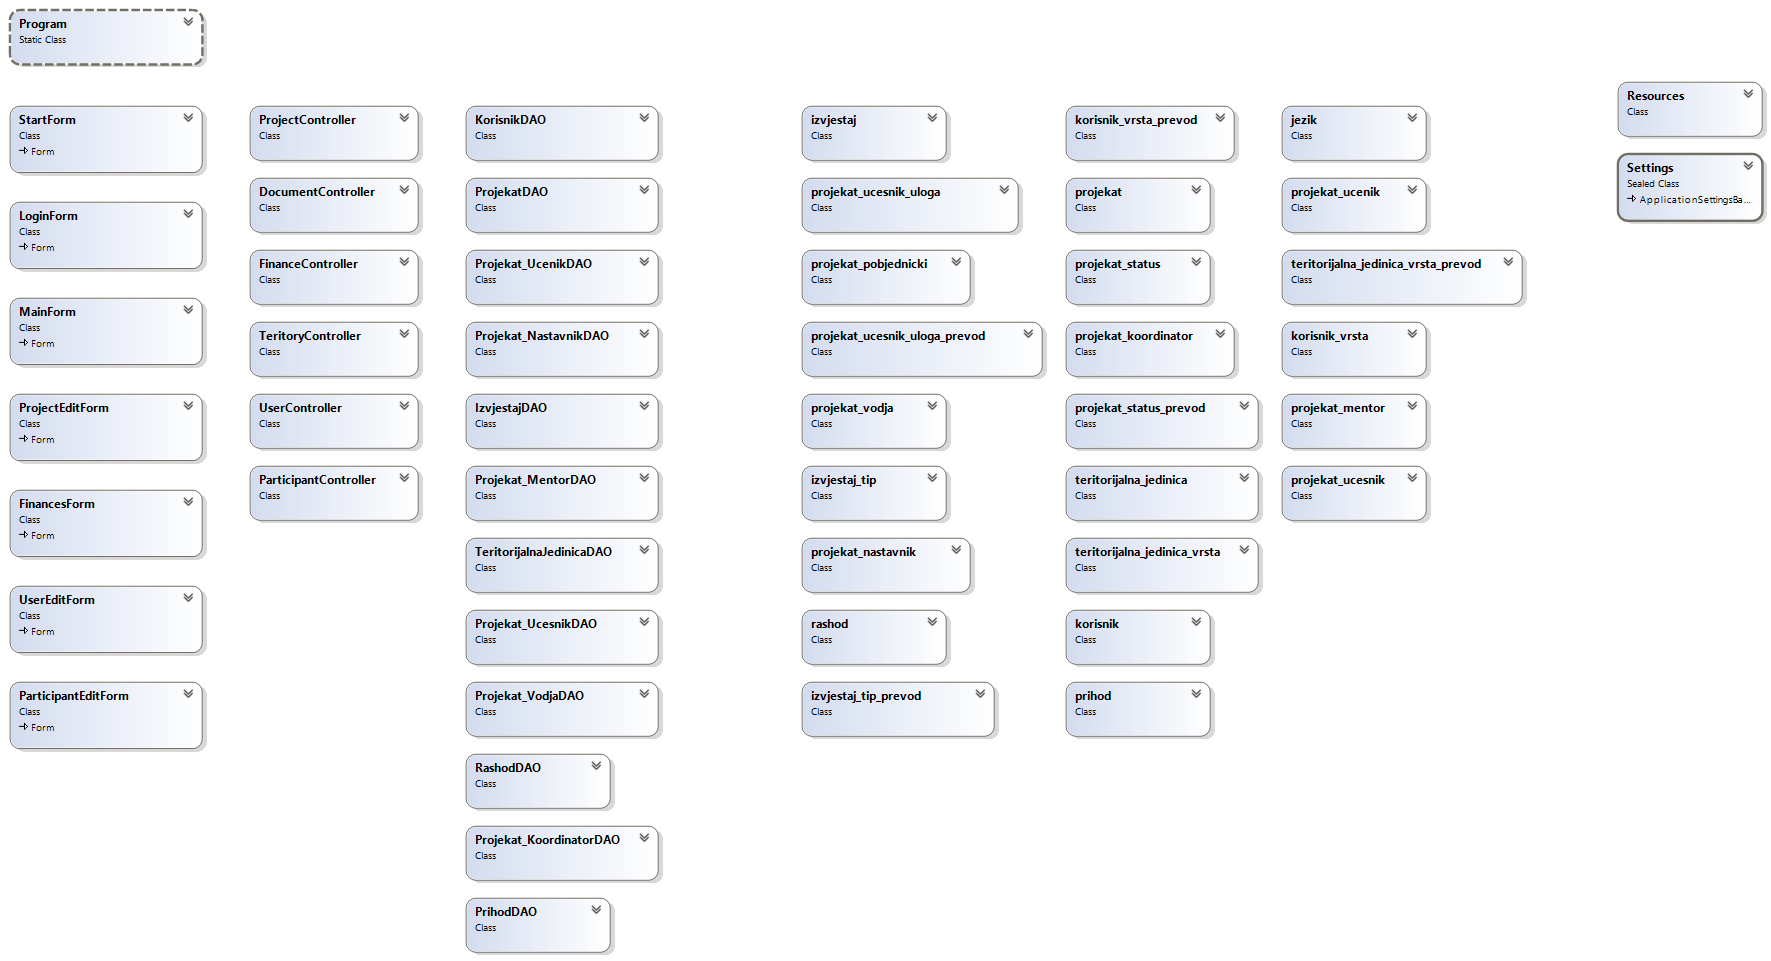 Program
Static Class
StartForm
Class
Form
LoginForm
Class
Form
MainForm
Class
Form
ProjectEditForm
Class
Form
FinancesForm
Class
Form
UserEditForm
Class
Form
ParticipantEditForm
Class
Form
ProjectController
Class
DocumentController
Class
FinanceController
Class
TeritoryController
Class
UserController
Class
ParticipantController
Class
KorisnikDAO
Class
ProjekatDAO
Class
Projekat_UcenikDAO
Class
Projekat_NastavnikDAO
Class
IzvjestajDAO
Class
Projekat_MentorDAO
Class
TeritorijalnaJedinicaDAO
Class
Projekat_UcesnikDAO
Class
Projekat_VodjaDAO
Class
RashodDAO
Class
Projekat_KoordinatorDAO
Class
PrihodDAO
Class
izvjestaj
Class
projekat_ucesnik_uloga
Class
projekat_pobjednicki
Class
projekat_ucesnik_uloga_prevod
Class
projekat_vodja
Class
izvjestaj_tip
Class
projekat_nastavnik
Class
rashod
Class
izvjestaj_tip_prevod
Class
korisnik_vrsta_prevod
Class
projekat
Class
projekat_status
Class
projekat_koordinator
Class
projekat_status_prevod
Class
teritorijalna_jedinica
Class
teritorijalna_jedinica_vrsta
Class
korisnik
Class
prihod
Class
jezik
Class
projekat_ucenik
Class
teritorijalna_jedinica_vrsta_prevod
Class
korisnik_vrsta
Class
projekat_mentor
Class
projekat_ucesnik
Class
Resources
Class
Settings
Sealed Class
ApplicationSettingsBa...